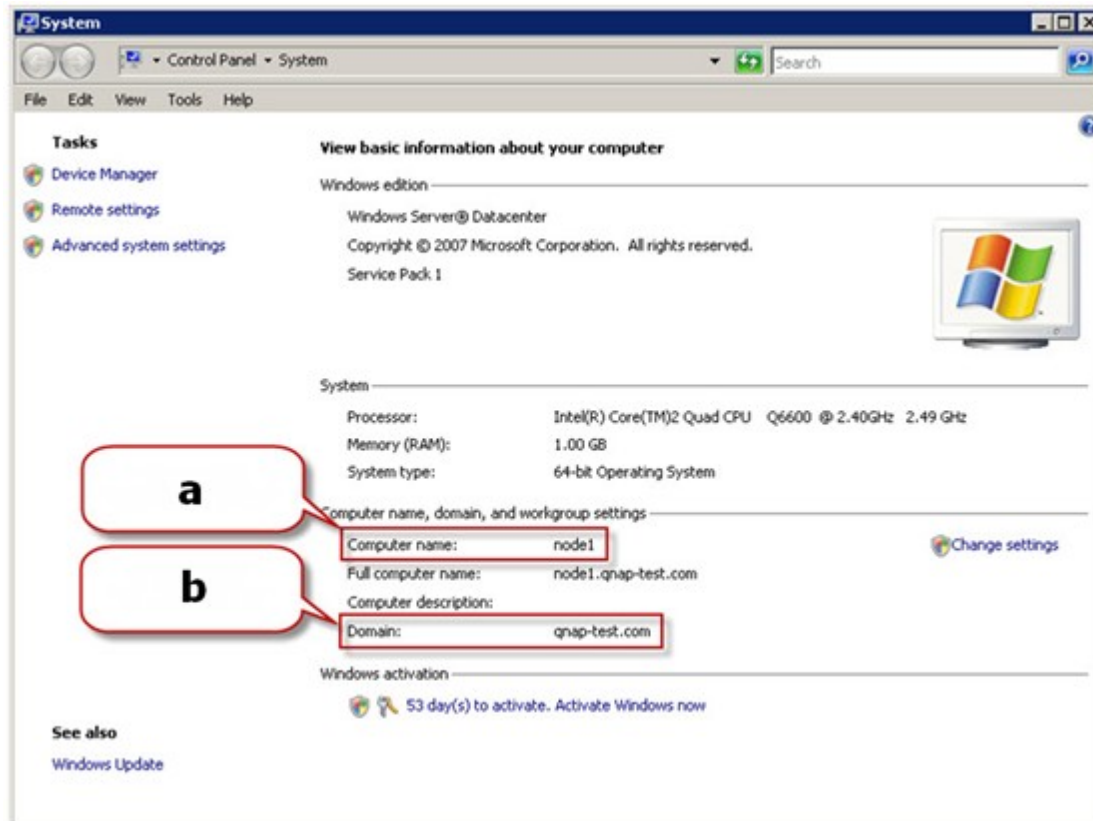 System
Control Panel System
Search
File Edit View Tools Help
Tasks
Device Manager
Remote settings
Advanced system settings
View basic information about your computer
Windows edition
Windows Server® Datacenter
Copyright © 2007 Microsoft Corporation. All rights reserved.
Service Pack 1
System
Processor: Intel(R) Core(TM)2 Quad CPU Q6600 @ 2.40GHz 2.49 GHz
Memory (RAM): 1.00 GB
System type: 64-bit Operating System
a
Computer name, domain, and workgroup settings
Computer name: node1
Change settings
Full computer name: node1.qnap-test.com
b
Computer description:
Domain: qnap-test.com
Windows activation
53 day(s) to activate. Activate Windows now
See also
Windows Update